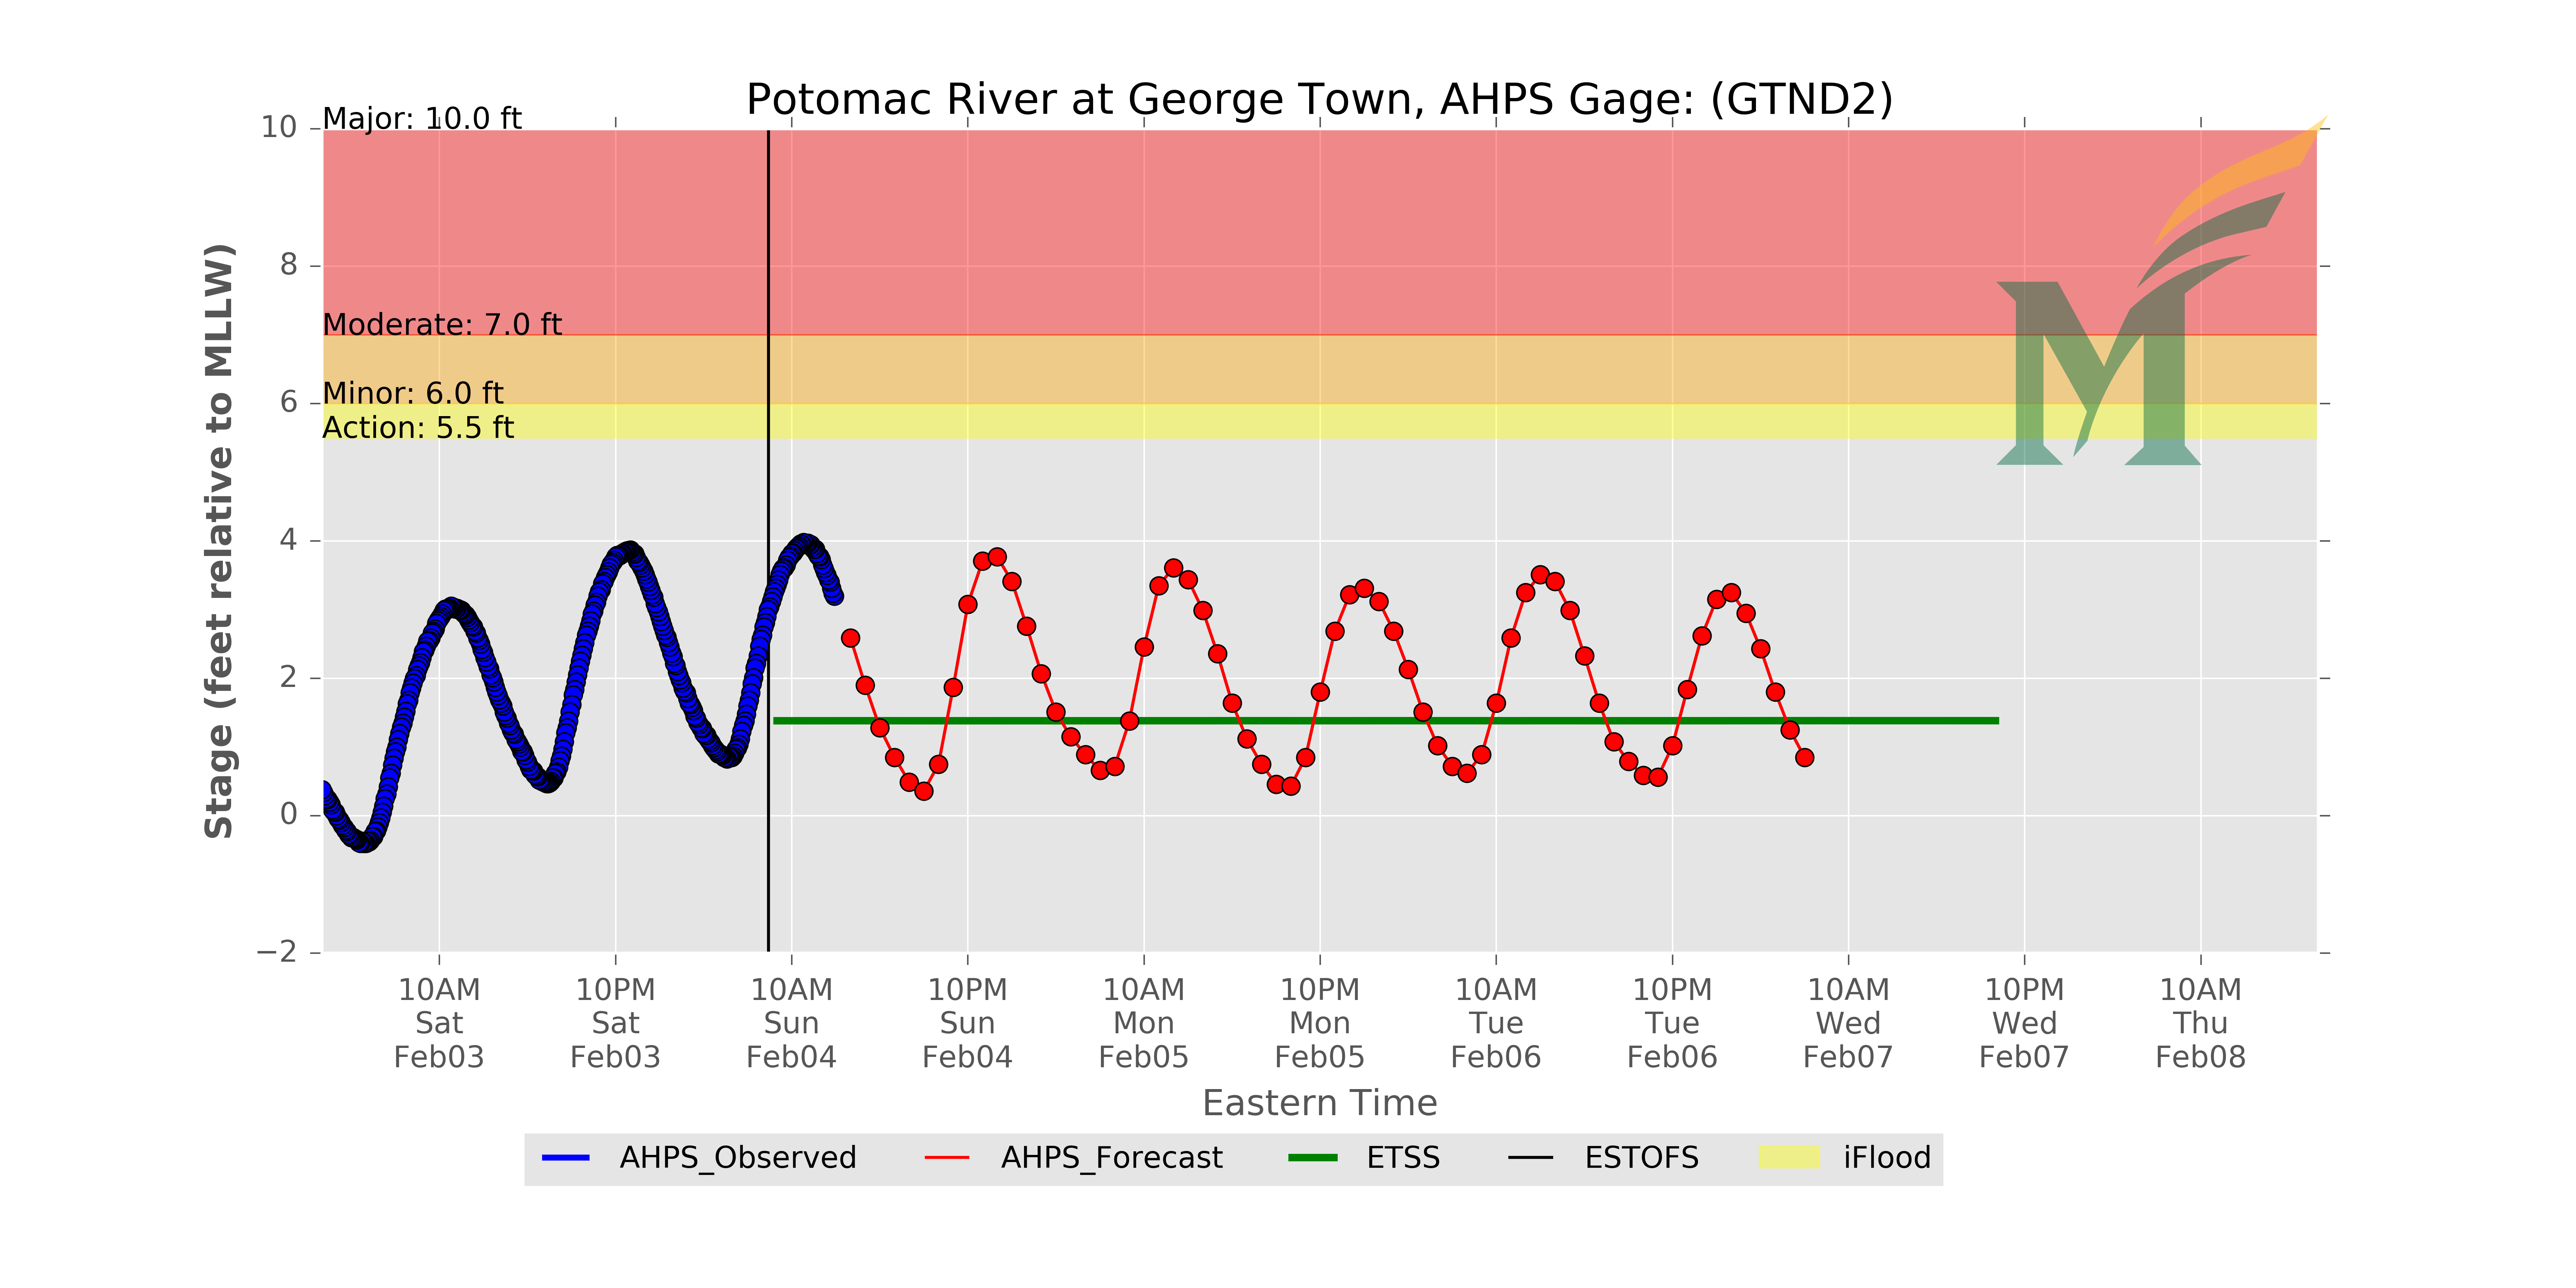 Potomac River at George Town, AHPS Gage: (GTND2)
Major: 10.0 ft
Moderate: 7.0 ft
Minor: 6.0 ft
Action: 5.5 ft
Stage (feet relative to MLLW)
10
8
6
4
2
0
−2
10AM
Sat
Feb03
10PM
Sat
Feb03
10AM
Sun
Feb04
10PM
Sun
Feb04
10AM
Mon
Feb05
10PM
Mon
Feb05
10AM
Tue
Feb06
10PM
Tue
Feb06
10AM
Wed
Feb07
10PM
Wed
Feb07
10AM
Thu
Feb08
Eastern Time
AHPS_Observed
AHPS_Forecast
ETSS
ESTOFS
iFlood